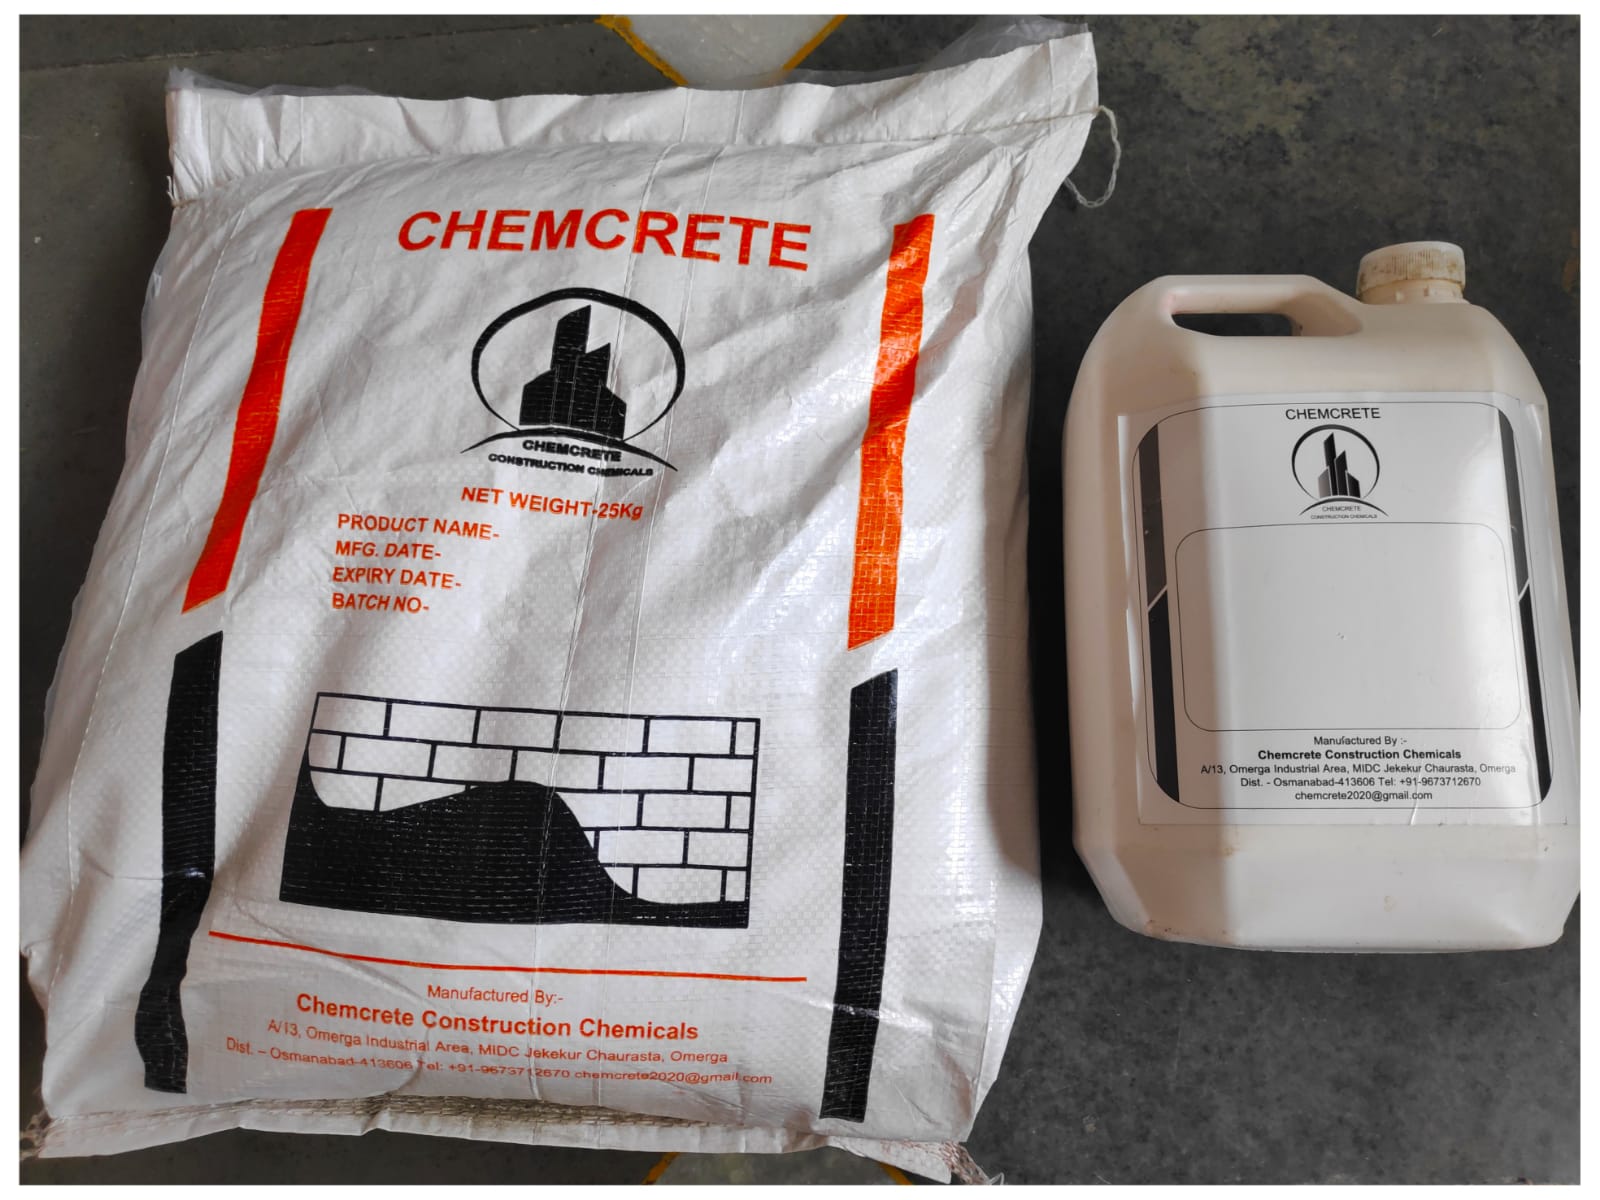 CHEMCRETE
CHEMCRETE
CONSTRUCTION CHEMICALS
NET WEIGHT-25Kg
PRODUCT NAME-
MFG. DATE-
EXPIRY DATE-
BATCH NO-
Manufactured By:-
Chemcrete Construction Chemicals
A/13, Omerga Industrial Area, MIDC Jekekur Chaurasta, Omerga
Dist. – Osmanabad-413606 Tel: +91-9673712670 chemcrete2020@gmail.com
CHEMCRETE
CHEMCRETE
CONSTRUCTION CHEMICALS
Manufactured By :-
Chemcrete Construction Chemicals
A/13, Omerga Industrial Area, MIDC Jekekur Chaurasta, Omerga
Dist. - Osmanabad-413606 Tel: +91-9673712670
chemcrete2020@gmail.com